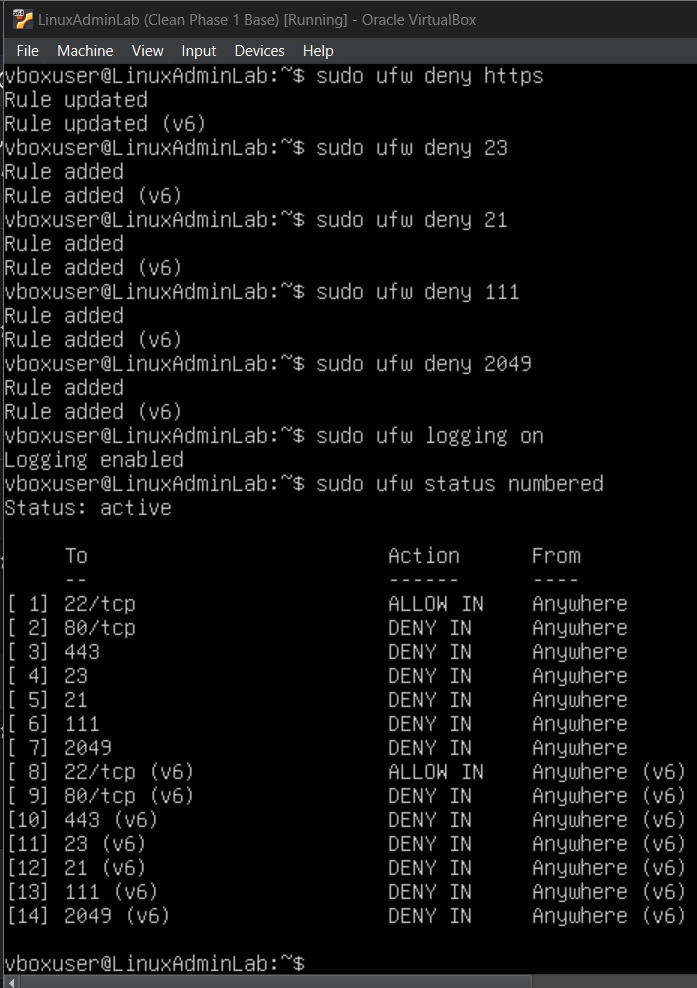 LinuxAdminLab (Clean Phase 1 Base) [Running] - Oracle VirtualBox
File Machine View Input Devices Help
vboxuser@LinuxAdminLab:~$ sudo ufw deny https
Rule updated
Rule updated (v6)
vboxuser@LinuxAdminLab:~$ sudo ufw deny 23
Rule added
Rule added (v6)
vboxuser@LinuxAdminLab:~$ sudo ufw deny 21
Rule added
Rule added (v6)
vboxuser@LinuxAdminLab:~$ sudo ufw deny 111
Rule added
Rule added (v6)
vboxuser@LinuxAdminLab:~$ sudo ufw deny 2049
Rule added
Rule added (v6)
vboxuser@LinuxAdminLab:~$ sudo ufw logging on
Logging enabled
vboxuser@LinuxAdminLab:~$ sudo ufw status numbered
Status: active
     To                         Action      From
     --                         ------      ----
[ 1] 22/tcp                     ALLOW IN    Anywhere
[ 2] 80/tcp                     DENY IN     Anywhere
[ 3] 443                        DENY IN     Anywhere
[ 4] 23                         DENY IN     Anywhere
[ 5] 21                         DENY IN     Anywhere
[ 6] 111                        DENY IN     Anywhere
[ 7] 2049                       DENY IN     Anywhere
[ 8] 22/tcp (v6)                ALLOW IN    Anywhere (v6)
[ 9] 80/tcp (v6)                DENY IN     Anywhere (v6)
[10] 443 (v6)                   DENY IN     Anywhere (v6)
[11] 23 (v6)                    DENY IN     Anywhere (v6)
[12] 21 (v6)                    DENY IN     Anywhere (v6)
[13] 111 (v6)                   DENY IN     Anywhere (v6)
[14] 2049 (v6)                  DENY IN     Anywhere (v6)
vboxuser@LinuxAdminLab:~$